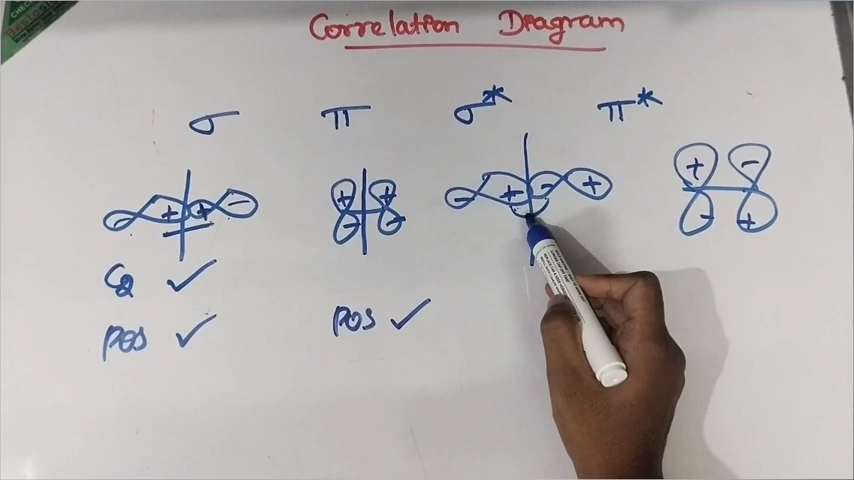 Correlation Diagram
σ π σ* π*
- + + - + + - - - + - + + - - +
C2 ✓
POS ✓ POS ✓